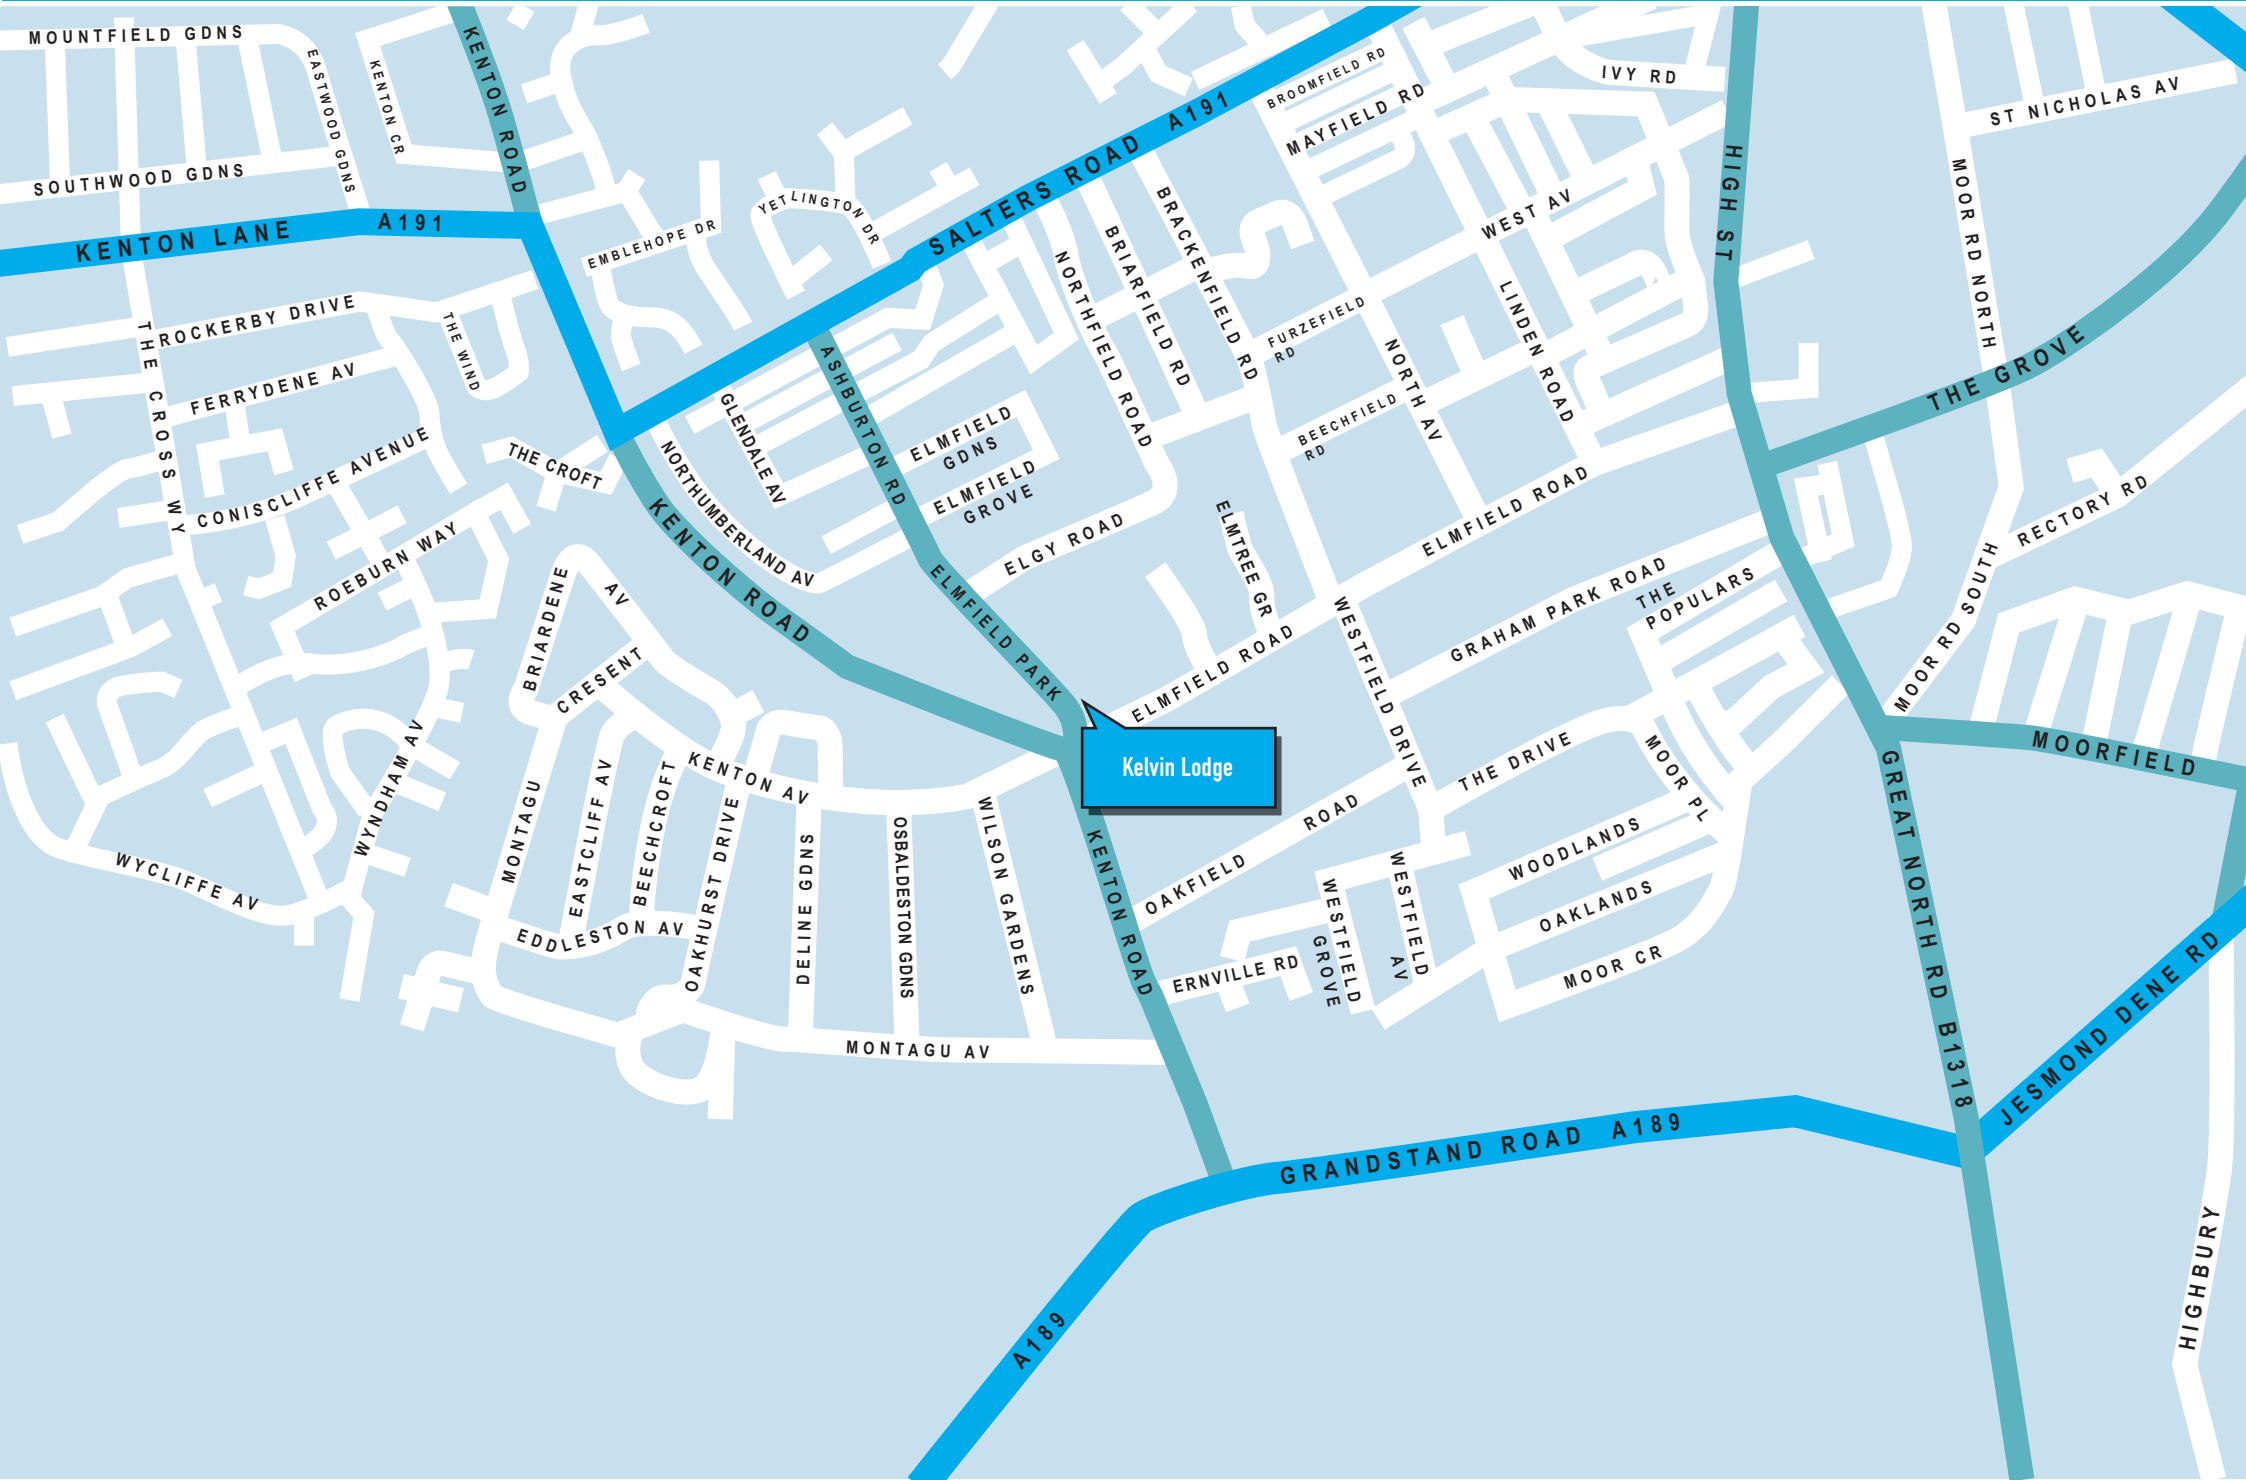 MOUNTFIELD GDNS
EASTWOOD GDNS
KENTON CR
KENTON ROAD
SOUTHWOOD GDNS
KENTON LANE
A191
EMBLEHOPE DR
YETLINGTON DR
SALTERS ROAD A191
BROOMFIELD RD
MAYFIELD RD
IVY RD
HIGH ST
ST NICHOLAS AV
MOOR RD NORTH
THE GROVE
WEST AV
BRACKENFIELD RD
BRIARFIELD RD
NORTHFIELD ROAD
FURZEFIELD
RD
LINDEN ROAD
NORTH AV
BEECHFIELD
RD
TROCKERBY DRIVE
THE WIND
THE CROSS WY
FERRYDENE AV
CONISCLIFFE AVENUE
THE CROFT
ROEBURN WAY
GLENDALE AV
ASHBURTON RD
NORTHUMBERLAND AV
ELMFIELD
GDNS
ELMFIELD
GROVE
ELGY ROAD
ELMTREE GR
ELMFIELD ROAD
RECTORY RD
MOOR RD SOUTH
GRAHAM PARK ROAD
THE
POPULARS
KENTON ROAD
ELMFIELD PARK
ELMFIELD ROAD
WESTFIELD DRIVE
BRIARDENE
AV
CRESENT
WYNDHAM AV
WYCLIFFE AV
KENTON AV
MONTAGU
EASTCLIFF AV
BEECHCROFT
OAKHURST DRIVE
EDDLESTON AV
DELINE GDNS
OSBALDESTON GDNS
WILSON GARDENS
MONTAGU AV
Kelvin Lodge
KENTON ROAD
OAKFIELD ROAD
ERNVILLE RD
WESTFIELD
GROVE
WESTFIELD
AV
THE DRIVE
MOOR PL
WOODLANDS
OAKLANDS
MOOR CR
MOORFIELD
GREAT NORTH RD B1318
JESMOND DENE RD
GRANDSTAND ROAD A189
A189
HIGHBURY